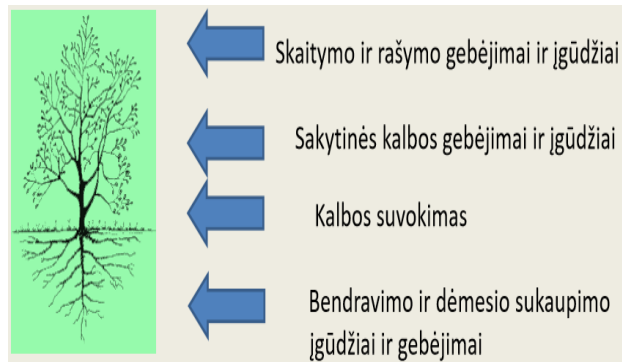 Skaitymo ir rašymo gebėjimai ir įgūdžiai
Sakytinės kalbos gebėjimai ir įgūdžiai
Kalbos suvokimas
Bendravimo ir dėmesio sukaupimo
įgūdžiai ir gebėjimai